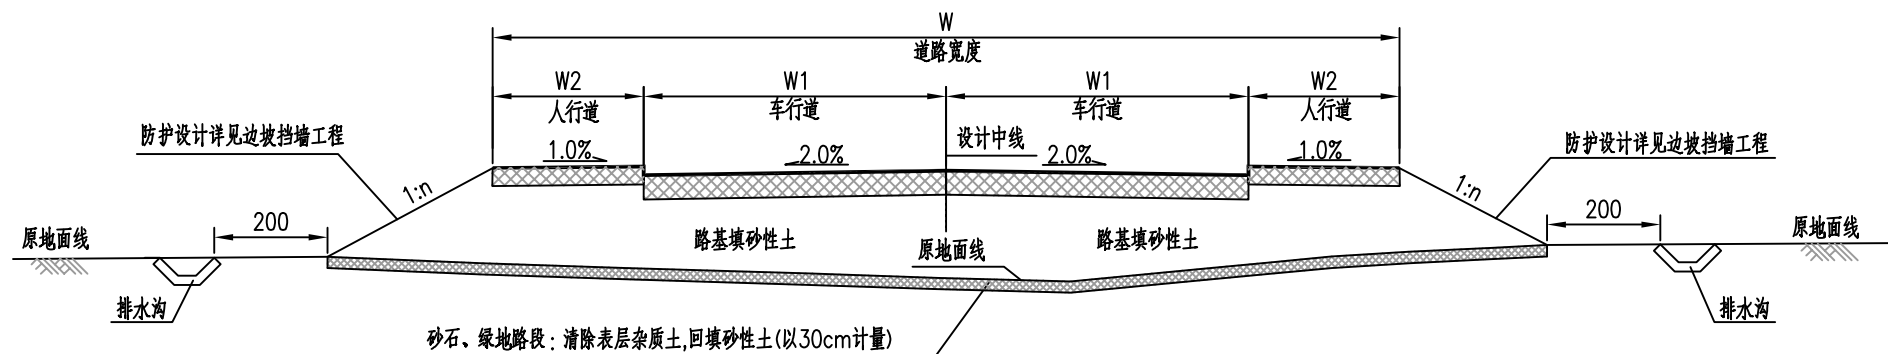 W
道路宽度
W2
W1
W1
W2
人行道
车行道
车行道
人行道
防护设计详见边坡挡墙工程
设计中线
防护设计详见边坡挡墙工程
1.0%
2.0%
2.0%
1.0%
1:n
1:n
200
200
原地面线
路基填砂性土
原地面线
路基填砂性土
原地面线
排水沟
排水沟
砂石、绿地路段：清除表层杂质土,回填砂性土(以30cm计量)